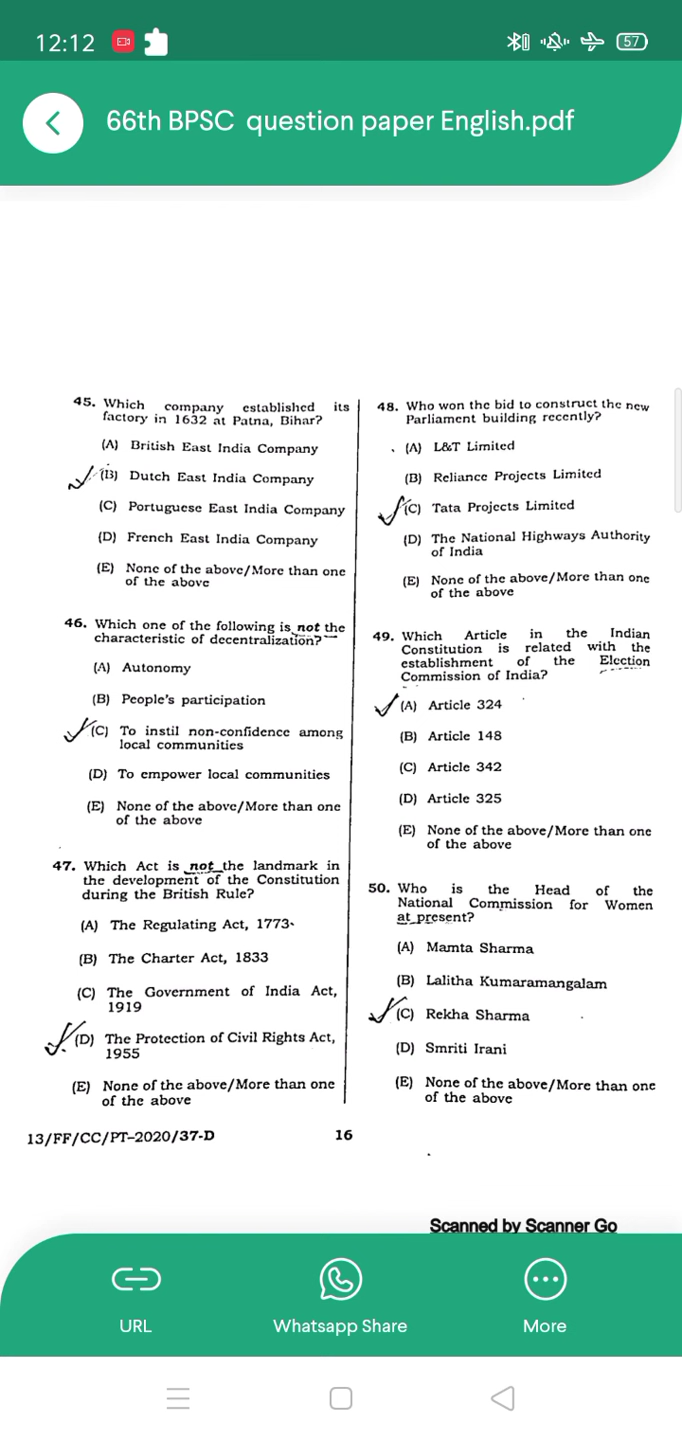 12:12
57
66th BPSC question paper English.pdf
45. Which company established its
factory in 1632 at Patna, Bihar?
(A) British East India Company
(B) Dutch East India Company
(C) Portuguese East India Company
(D) French East India Company
(E) None of the above/More than one
of the above
46. Which one of the following is not the
characteristic of decentralization?
(A) Autonomy
(B) People's participation
(C) To instil non-confidence among
local communities
(D) To empower local communities
(E) None of the above/More than one
of the above
47. Which Act is not the landmark in
the development of the Constitution
during the British Rule?
(A) The Regulating Act, 1773
(B) The Charter Act, 1833
(C) The Government of India Act,
1919
(D) The Protection of Civil Rights Act,
1955
(E) None of the above/More than one
of the above
48. Who won the bid to construct the new
Parliament building recently?
(A) L&T Limited
(B) Reliance Projects Limited
(C) Tata Projects Limited
(D) The National Highways Authority
of India
(E) None of the above/More than one
of the above
49. Which Article in the Indian
Constitution is related with the
establishment of the Election
Commission of India?
(A) Article 324
(B) Article 148
(C) Article 342
(D) Article 325
(E) None of the above/More than one
of the above
50. Who is the Head of the
National Commission for Women
at present?
(A) Mamta Sharma
(B) Lalitha Kumaramangalam
(C) Rekha Sharma
(D) Smriti Irani
(E) None of the above/More than one
of the above
13/FF/CC/PT-2020/37-D
16
Scanned by Scanner Go
URL
Whatsapp Share
More